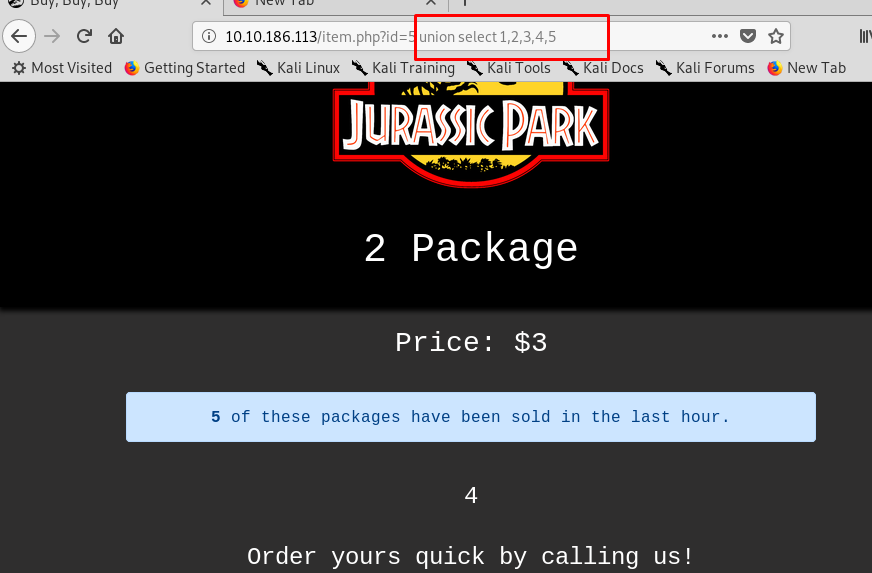 Buy, Buy, Buy
New Tab
10.10.186.113/item.php?id=5 union select 1,2,3,4,5
Most Visited Getting Started Kali Linux Kali Training Kali Tools Kali Docs Kali Forums New Tab
JURASSIC PARK
2 Package
Price: $3
5 of these packages have been sold in the last hour.
4
Order yours quick by calling us!